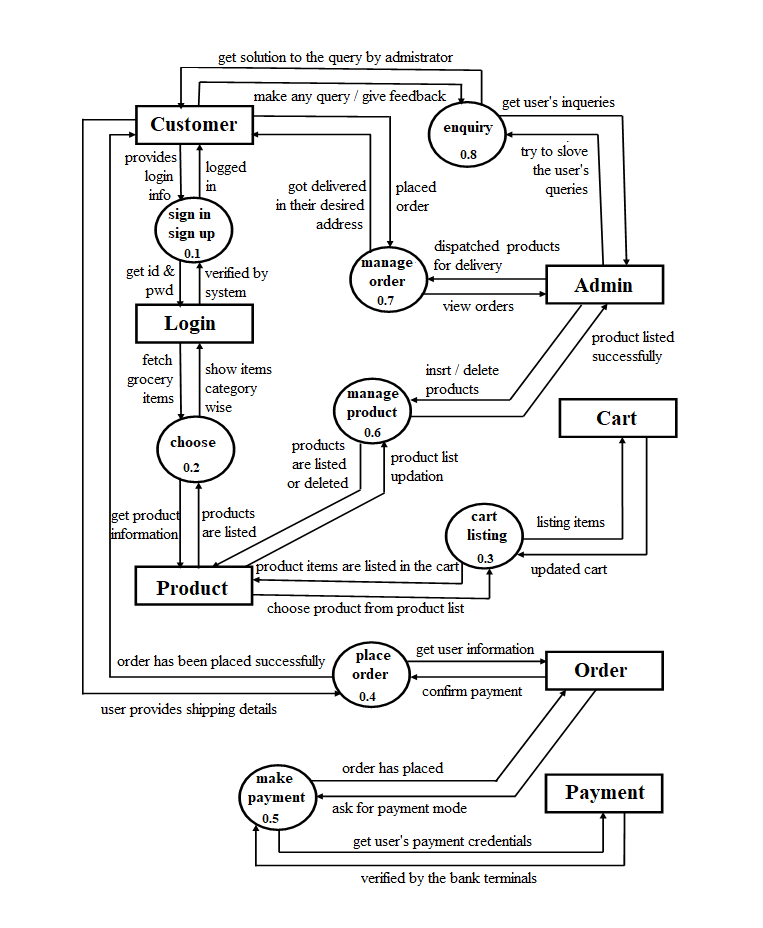 get solution to the query by admistrator
make any query / give feedback
get user's inqueries
Customer
enquiry
0.8
provides
login
info
logged
in
try to slove
the user's
queries
got delivered
in their desired
address
placed
order
sign in
sign up
0.1
dispatched products
for delivery
manage
order
0.7
get id &
pwd
verified by
system
Admin
view orders
Login
product listed
successfully
fetch
grocery
items
show items
category
wise
insrt / delete
products
manage
product
0.6
Cart
choose
0.2
products
are listed
or deleted
product list
updation
get product
information
products
are listed
cart
listing
0.3
listing items
updated cart
product items are listed in the cart
Product
choose product from product list
place
order
0.4
get user information
order has been placed successfully
Order
confirm payment
user provides shipping details
make
payment
0.5
order has placed
ask for payment mode
Payment
get user's payment credentials
verified by the bank terminals